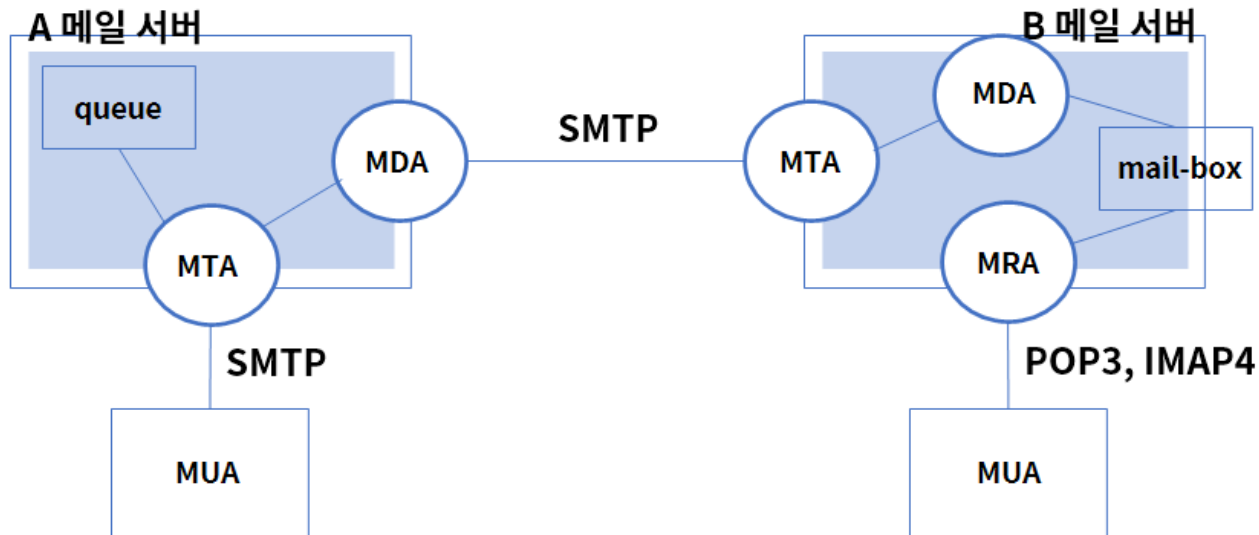 A 메일 서버
B 메일 서버
queue
MDA
SMTP
MTA
MDA
mail-box
MTA
MRA
SMTP
POP3, IMAP4
MUA
MUA